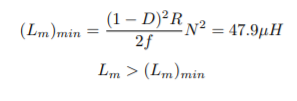 (L_m)_{min} = \frac{(1 - D)^2 R}{2f} N^2 = 47.9\mu H
L_m > (L_m)_{min}